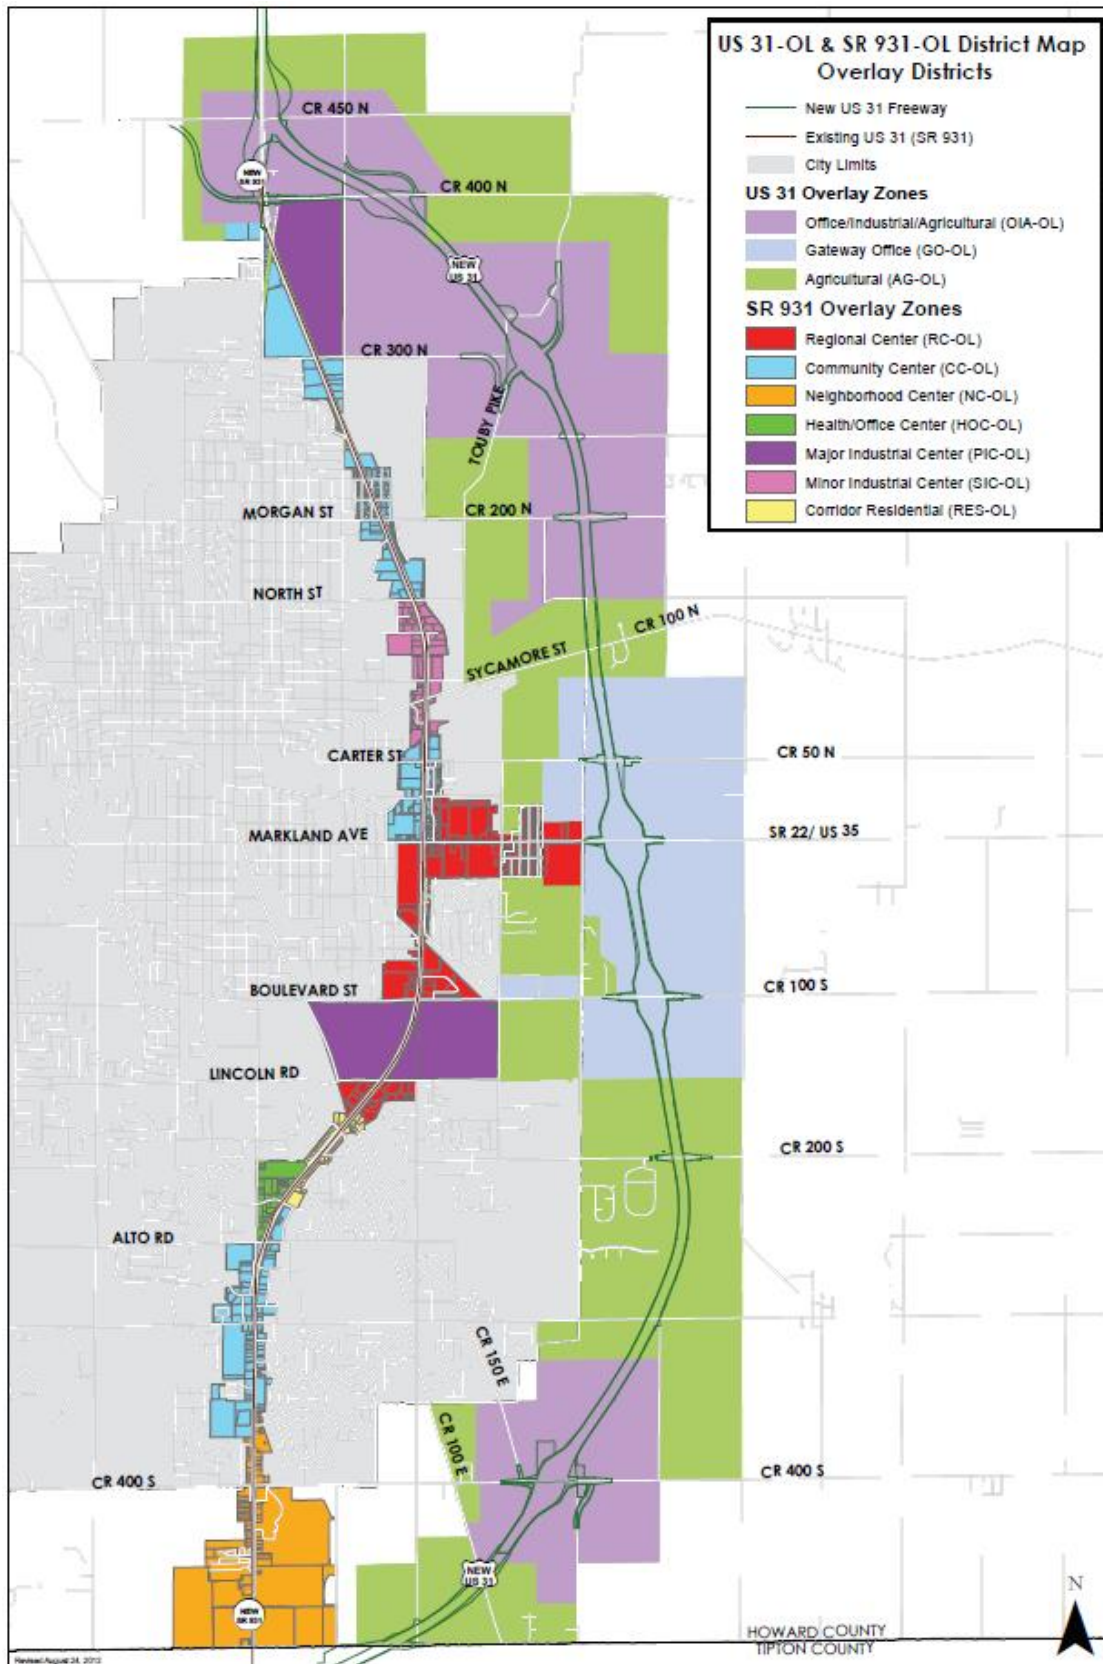 US 31-OL & SR 931-OL District Map
Overlay Districts
New US 31 Freeway
Existing US 31 (SR 931)
City Limits
US 31 Overlay Zones
Office/Industrial/Agricultural (OIA-OL)
Gateway Office (GO-OL)
Agricultural (AG-OL)
SR 931 Overlay Zones
Regional Center (RC-OL)
Community Center (CC-OL)
Neighborhood Center (NC-OL)
Health/Office Center (HOC-OL)
Major Industrial Center (PIC-OL)
Minor Industrial Center (SIC-OL)
Corridor Residential (RES-OL)
CR 450 N
NEW
SR 931
CR 400 N
NEW
US 31
CR 300 N
TOUBY PIKE
MORGAN ST
CR 200 N
NORTH ST
CR 100 N
SYCAMORE ST
CARTER ST
CR 50 N
MARKLAND AVE
SR 22/ US 35
BOULEVARD ST
CR 100 S
LINCOLN RD
CR 200 S
ALTO RD
CR 150 E
CR 100 E
CR 400 S
CR 400 S
NEW
US 31
NEW
SR 931
N
HOWARD COUNTY
TIPTON COUNTY
Revised August 24, 2012